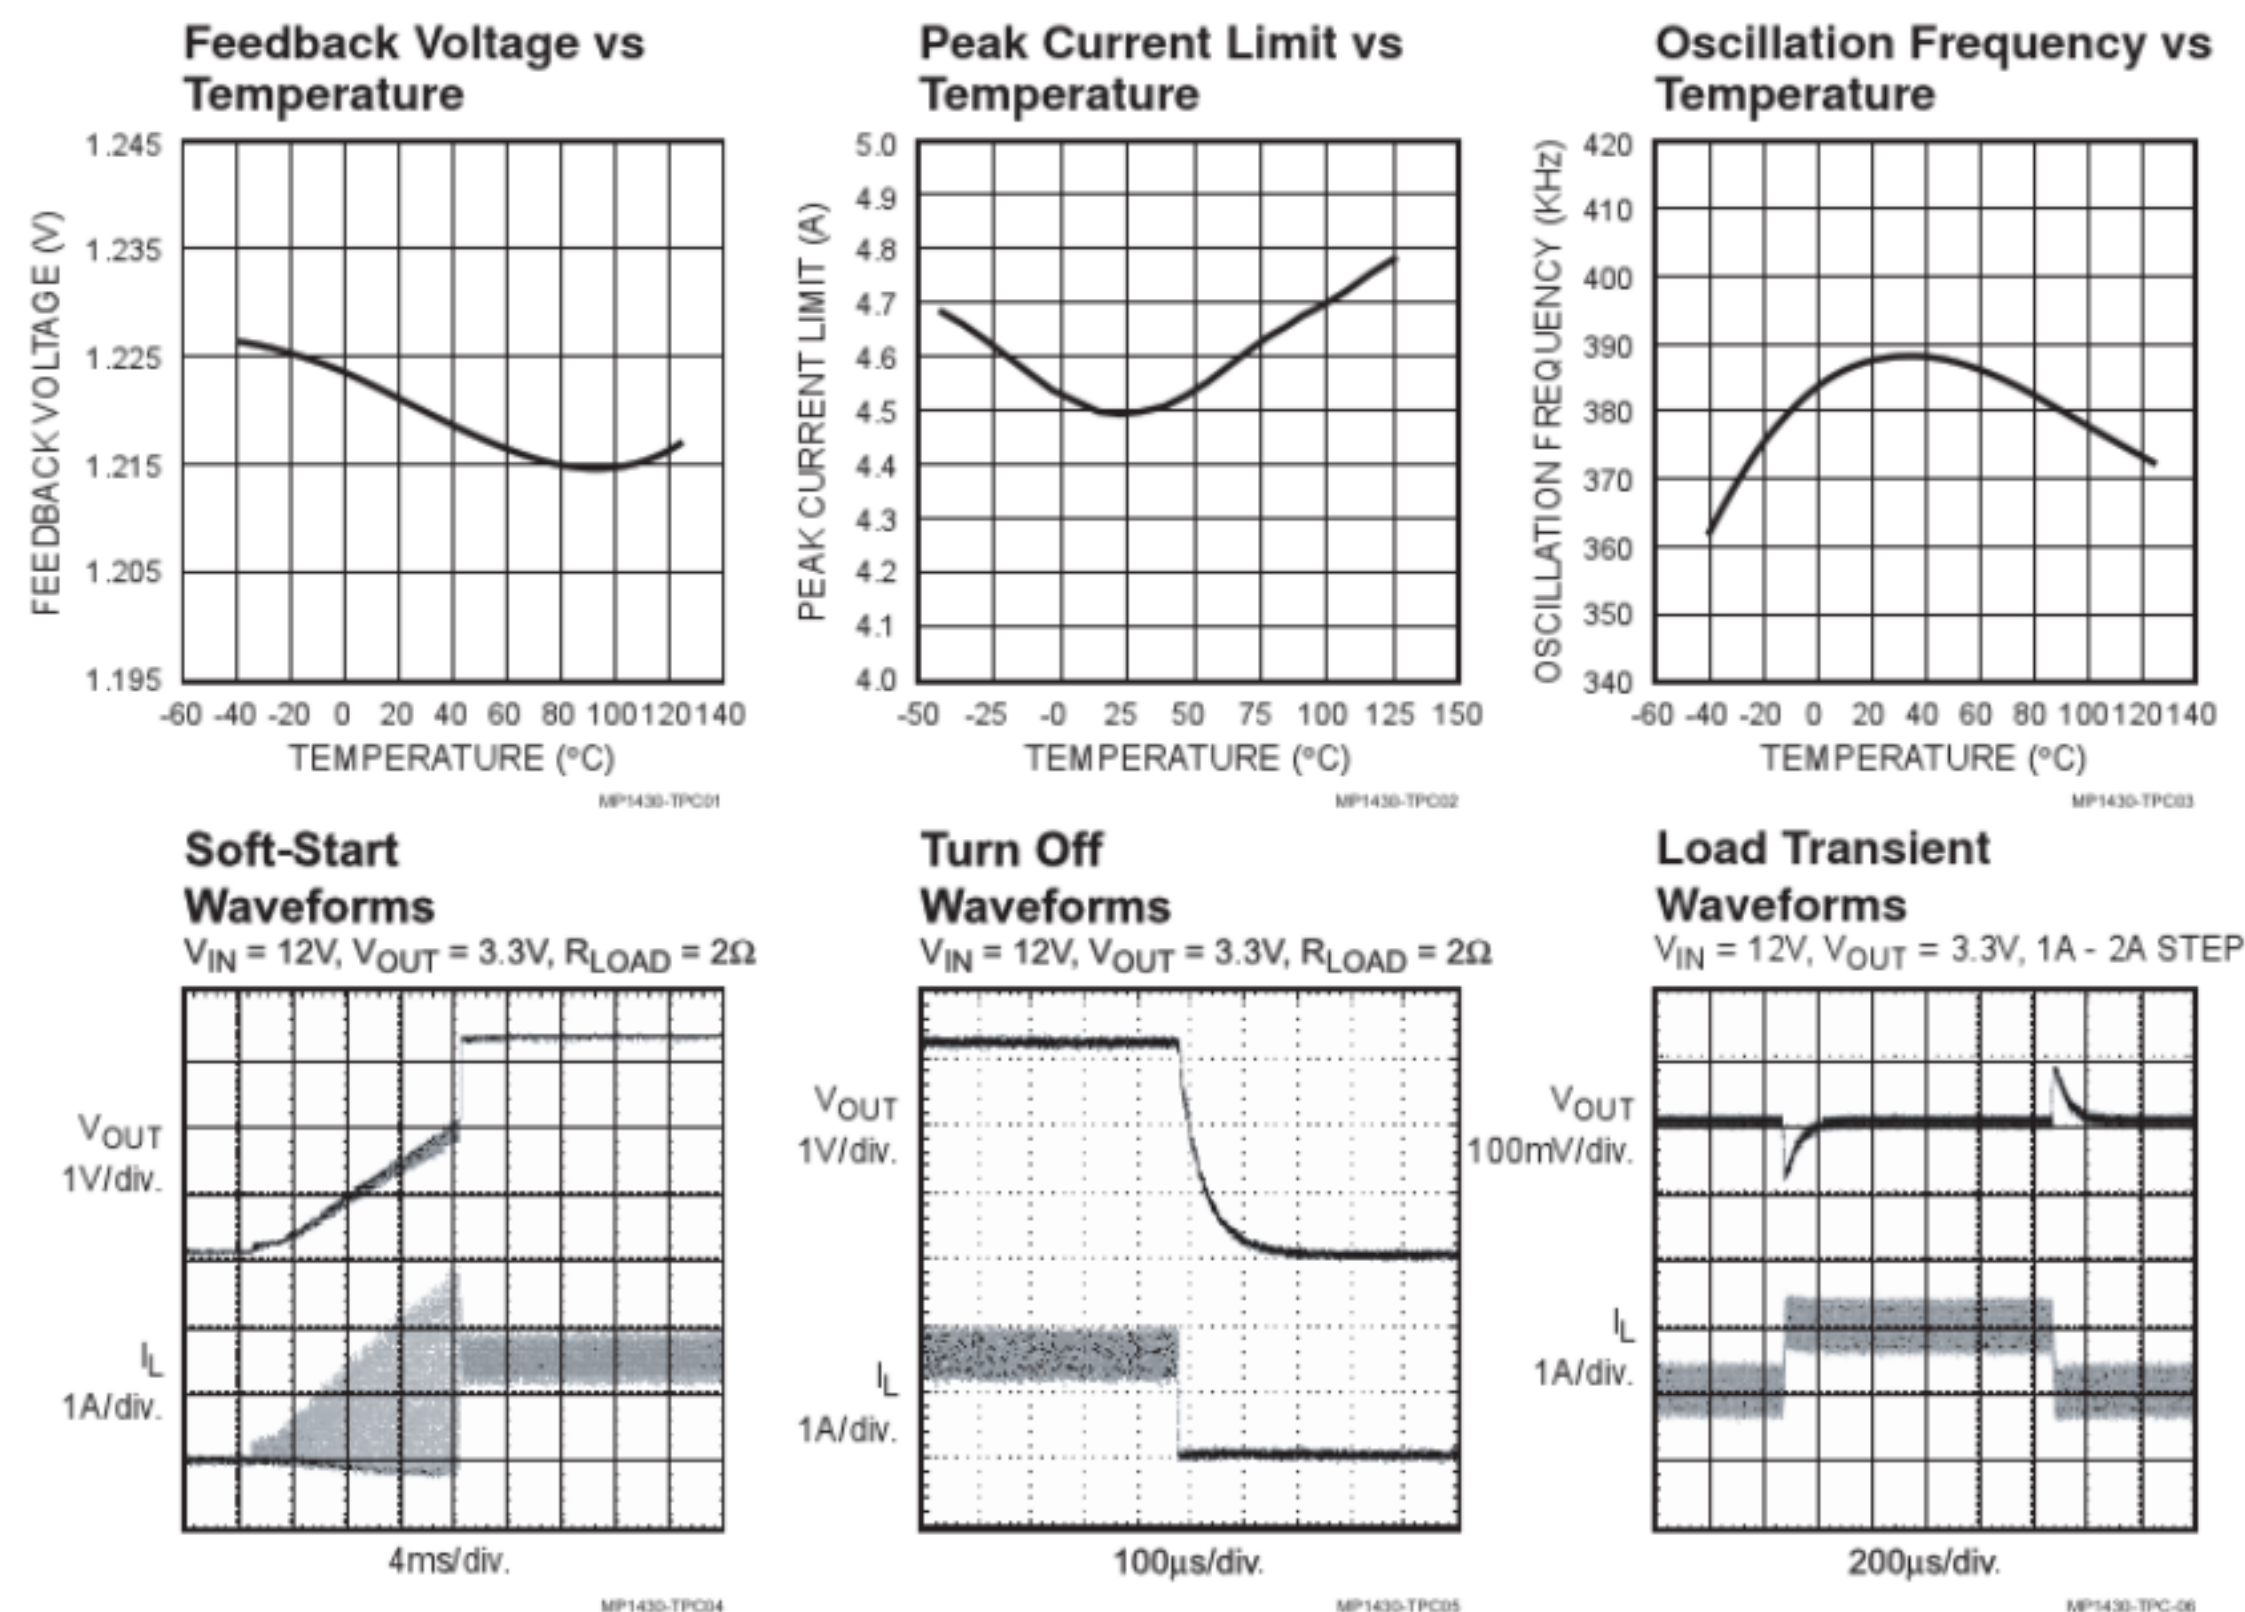 Feedback Voltage vs
Temperature
FEEDBACK VOLTAGE (V)
1.245
1.235
1.225
1.215
1.205
1.195
-60 -40 -20 0 20 40 60 80 100 120 140
TEMPERATURE (°C)
MP1430-TPC01
Peak Current Limit vs
Temperature
PEAK CURRENT LIMIT (A)
5.0
4.9
4.8
4.7
4.6
4.5
4.4
4.3
4.2
4.1
4.0
-50 -25 -0 25 50 75 100 125 150
TEMPERATURE (°C)
MP1430-TPC02
Oscillation Frequency vs
Temperature
OSCILLATION FREQUENCY (KHz)
420
410
400
390
380
370
360
350
340
-60 -40 -20 0 20 40 60 80 100 120 140
TEMPERATURE (°C)
MP1430-TPC03
Soft-Start
Waveforms
VIN = 12V, VOUT = 3.3V, RLOAD = 2Ω
VOUT
1V/div.
IL
1A/div.
4ms/div.
MP1430-TPC04
Turn Off
Waveforms
VIN = 12V, VOUT = 3.3V, RLOAD = 2Ω
VOUT
1V/div.
IL
1A/div.
100µs/div.
MP1430-TPC05
Load Transient
Waveforms
VIN = 12V, VOUT = 3.3V, 1A - 2A STEP
VOUT
100mV/div.
IL
1A/div.
200µs/div.
MP1430-TPC-06